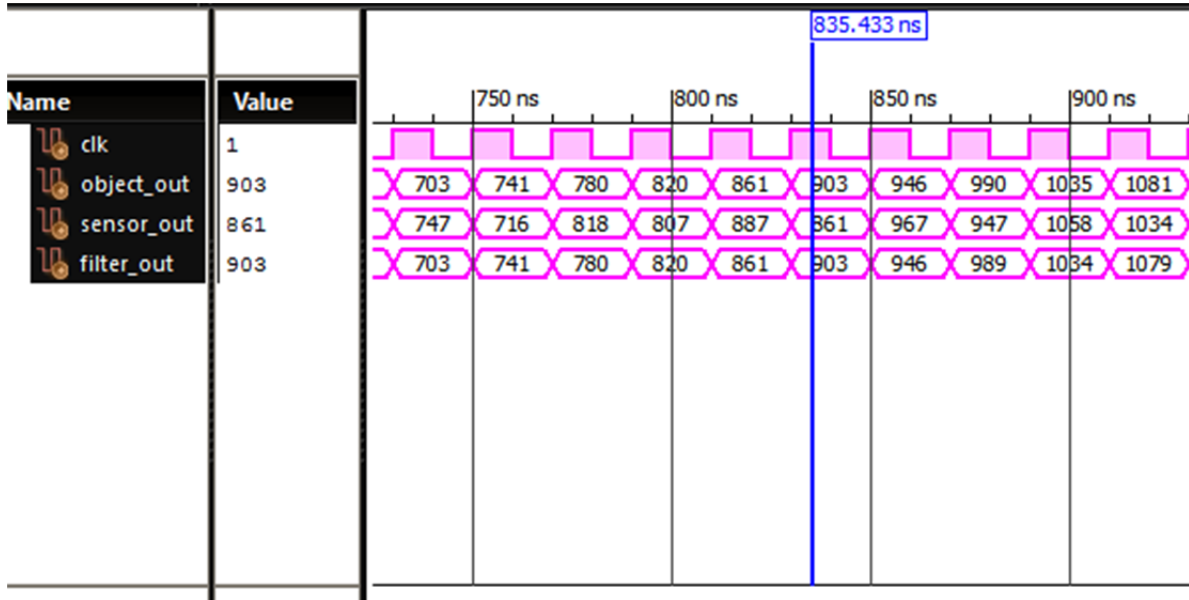 835.433 ns
Name Value
750 ns 800 ns 850 ns 900 ns
clk 1
object_out 903 703 741 780 820 861 903 946 990 1035 1081
sensor_out 861 747 716 818 807 887 861 967 947 1058 1034
filter_out 903 703 741 780 820 861 903 946 989 1034 1079